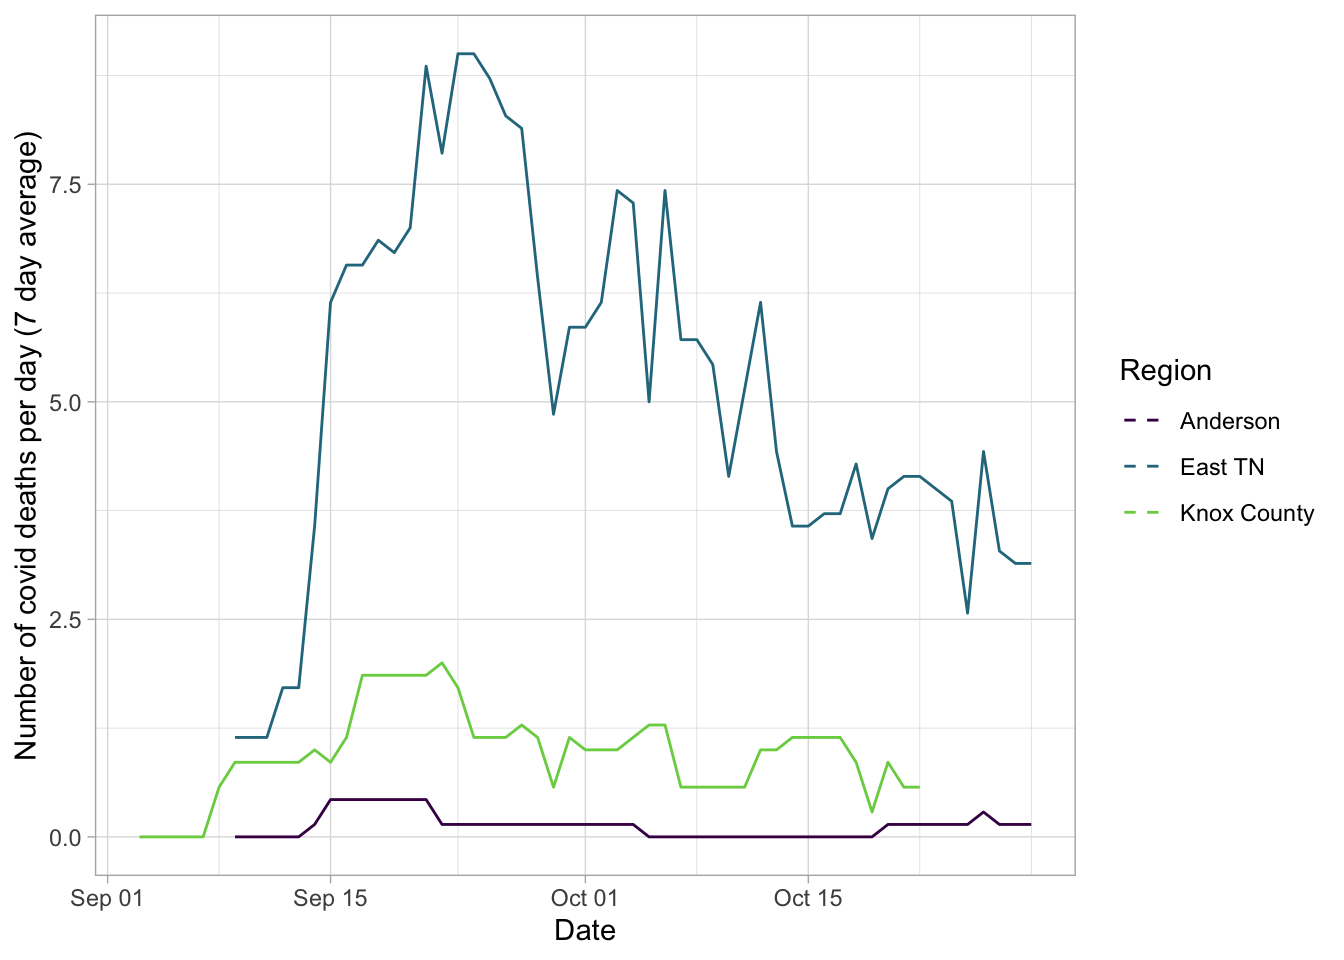 Number of covid deaths per day (7 day average)
7.5
5.0
2.5
0.0
Sep 01
Sep 15
Oct 01
Oct 15
Date
Region
Anderson
East TN
Knox County